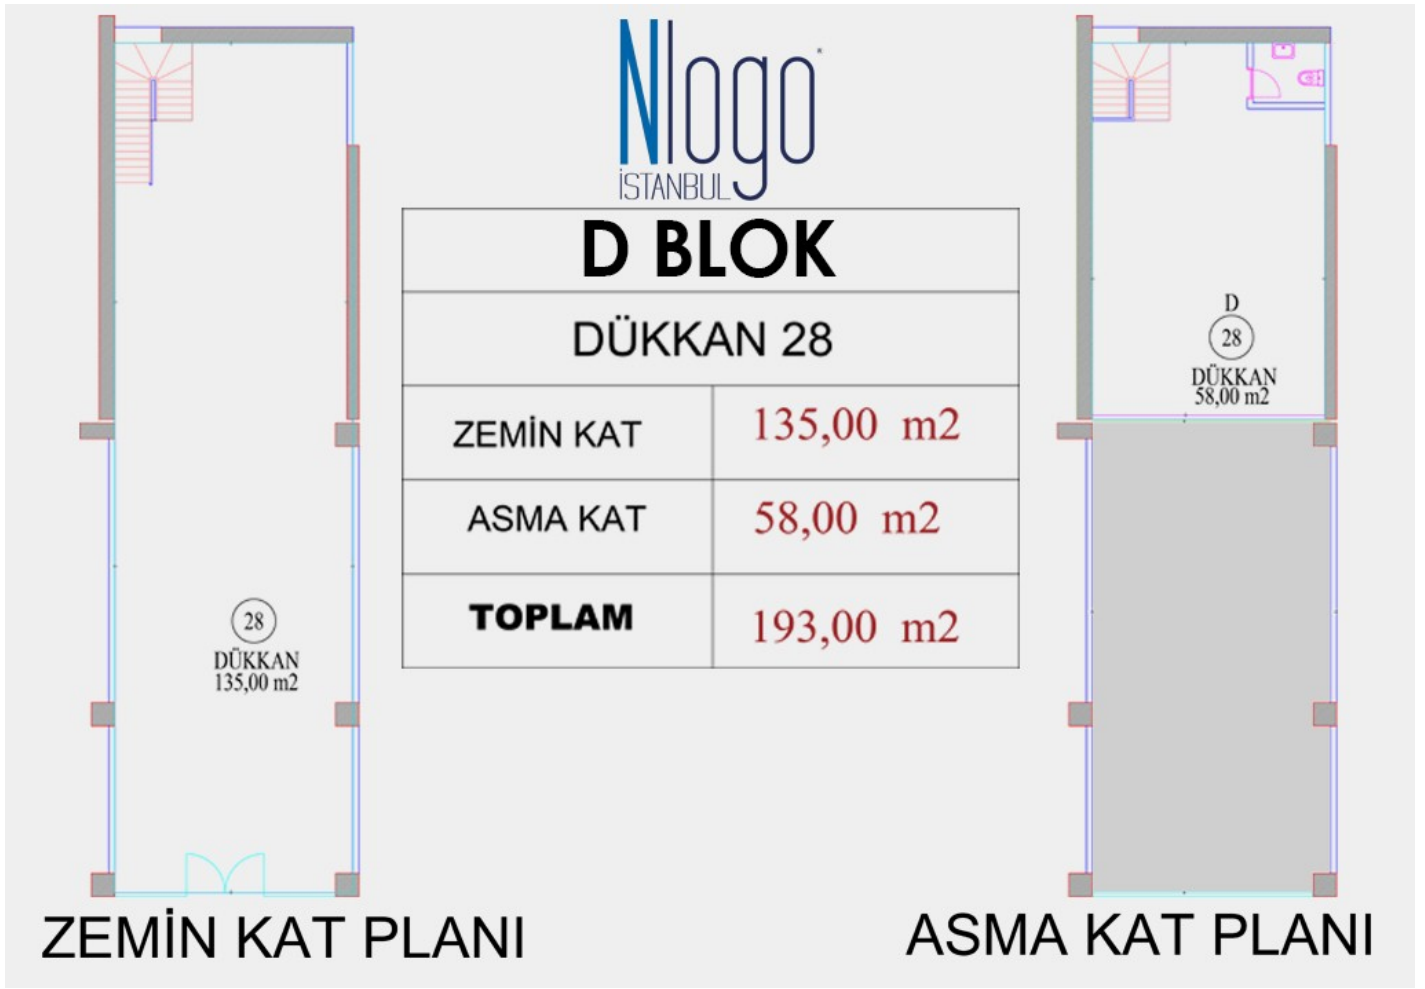 Nlogo
İSTANBUL
D BLOK
DÜKKAN 28
ZEMİN KAT 135,00 m2
ASMA KAT 58,00 m2
TOPLAM 193,00 m2
28
DÜKKAN
135,00 m2
ZEMİN KAT PLANI
D
28
DÜKKAN
58,00 m2
ASMA KAT PLANI